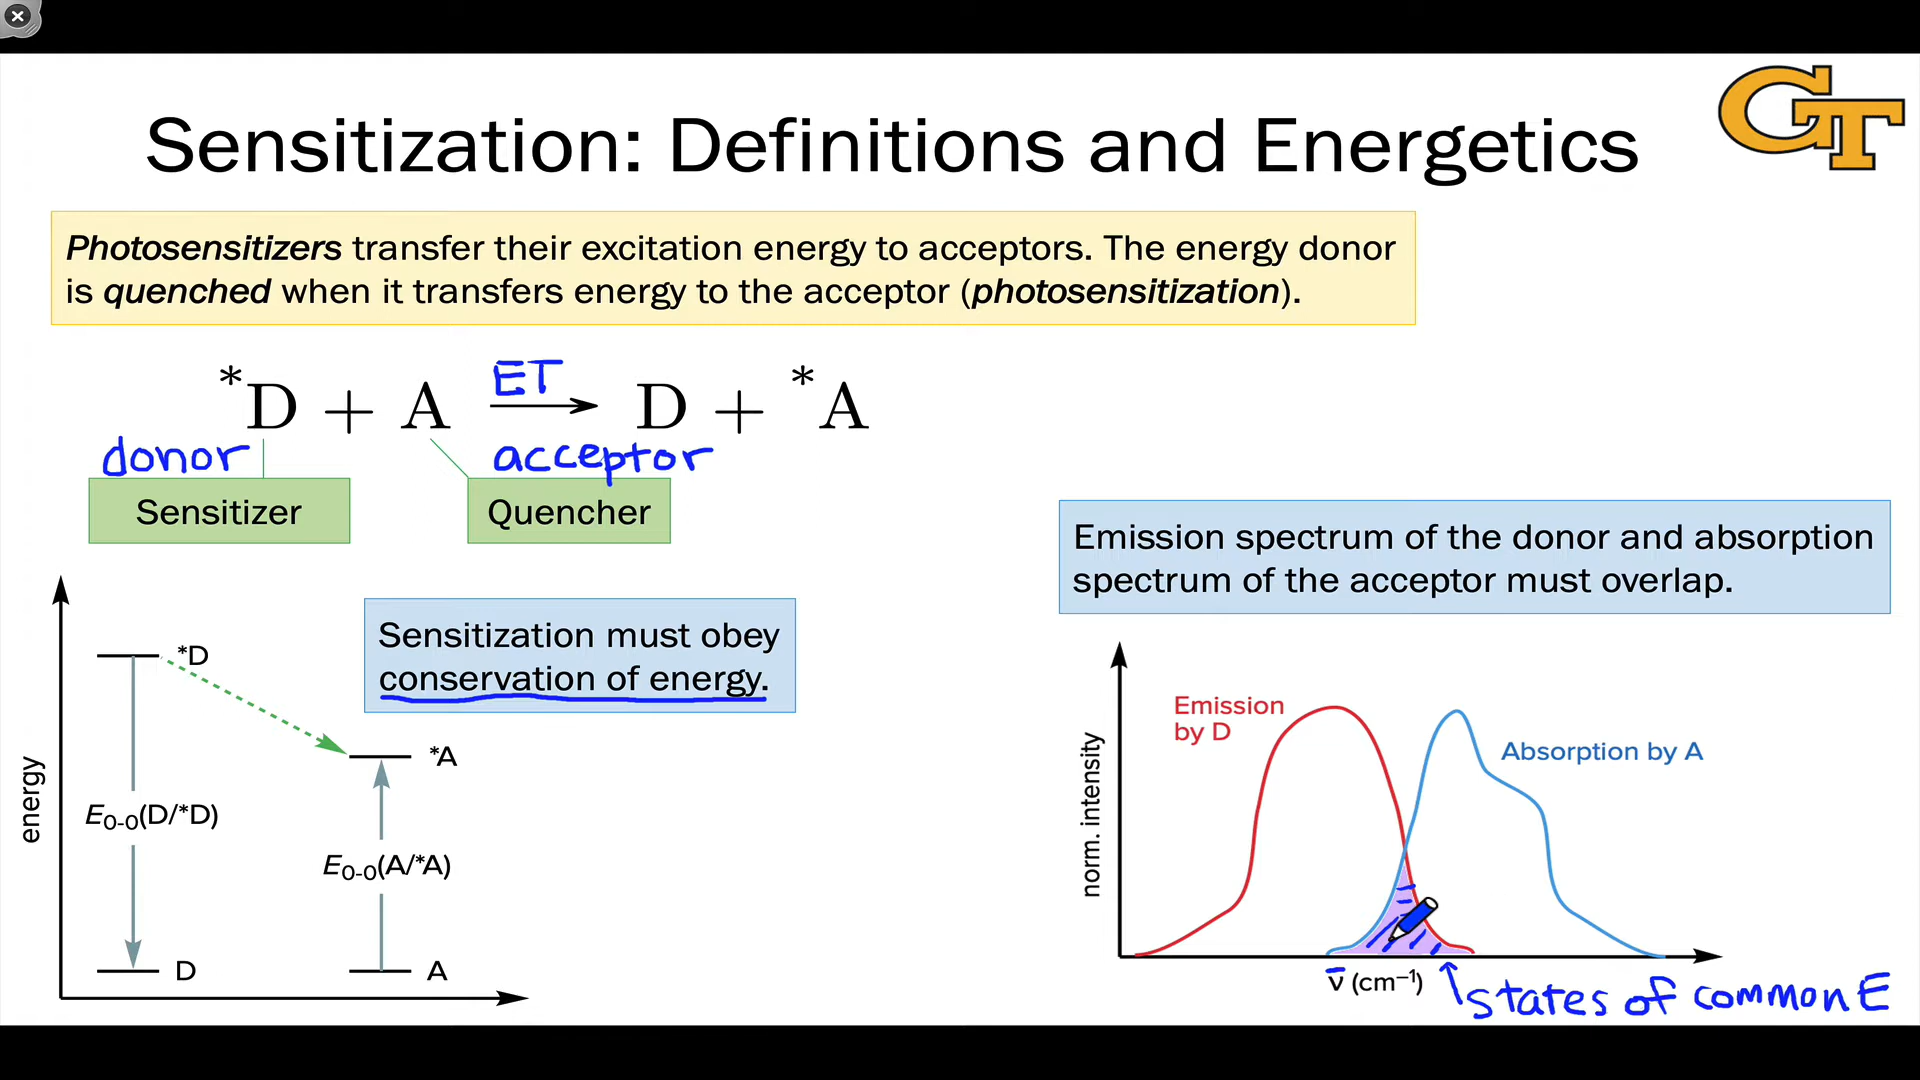 GT
Sensitization: Definitions and Energetics
Photosensitizers transfer their excitation energy to acceptors. The energy donor
is quenched when it transfers energy to the acceptor (photosensitization).
*D + A ET → D + *A
donor acceptor
Sensitizer Quencher
Sensitization must obey
conservation of energy.
energy
*D
*A
E0-0(D/*D)
E0-0(A/*A)
D
A
Emission spectrum of the donor and absorption
spectrum of the acceptor must overlap.
norm. intensity
Emission
by D
Absorption by A
ν̄ (cm⁻¹)
states of common E